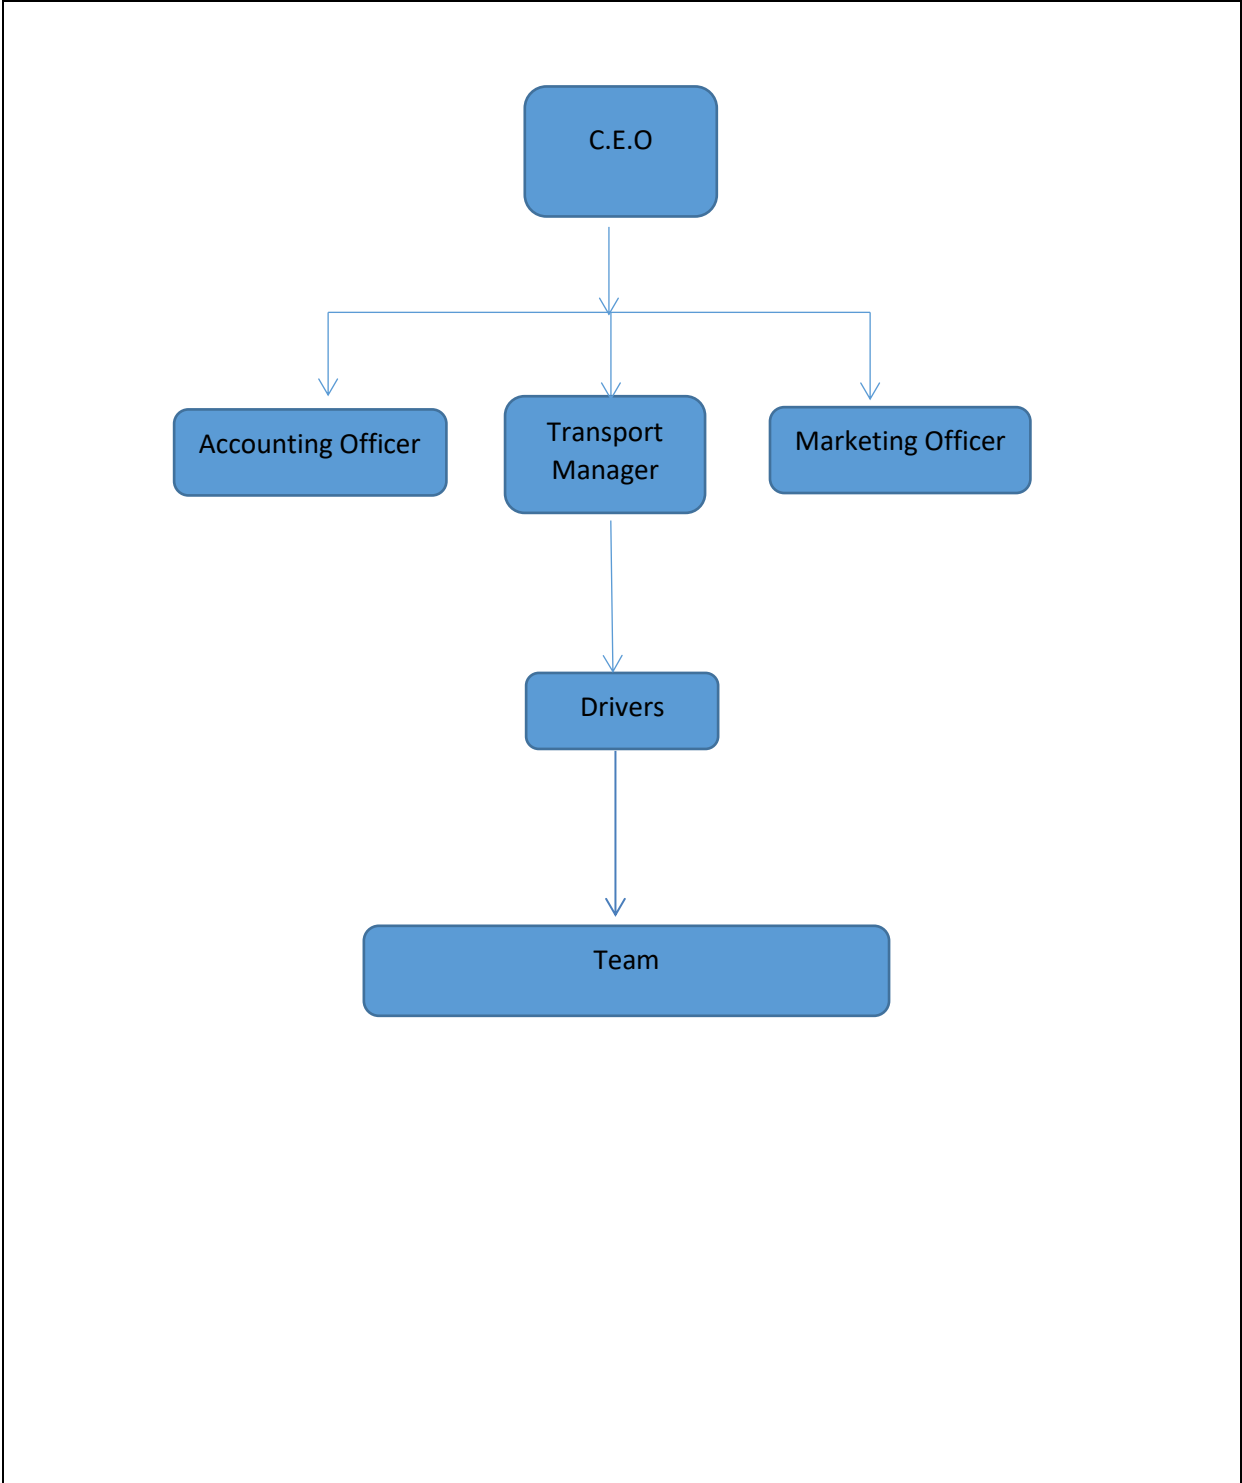 C.E.O
Accounting Officer
Transport
Manager
Marketing Officer
Drivers
Team